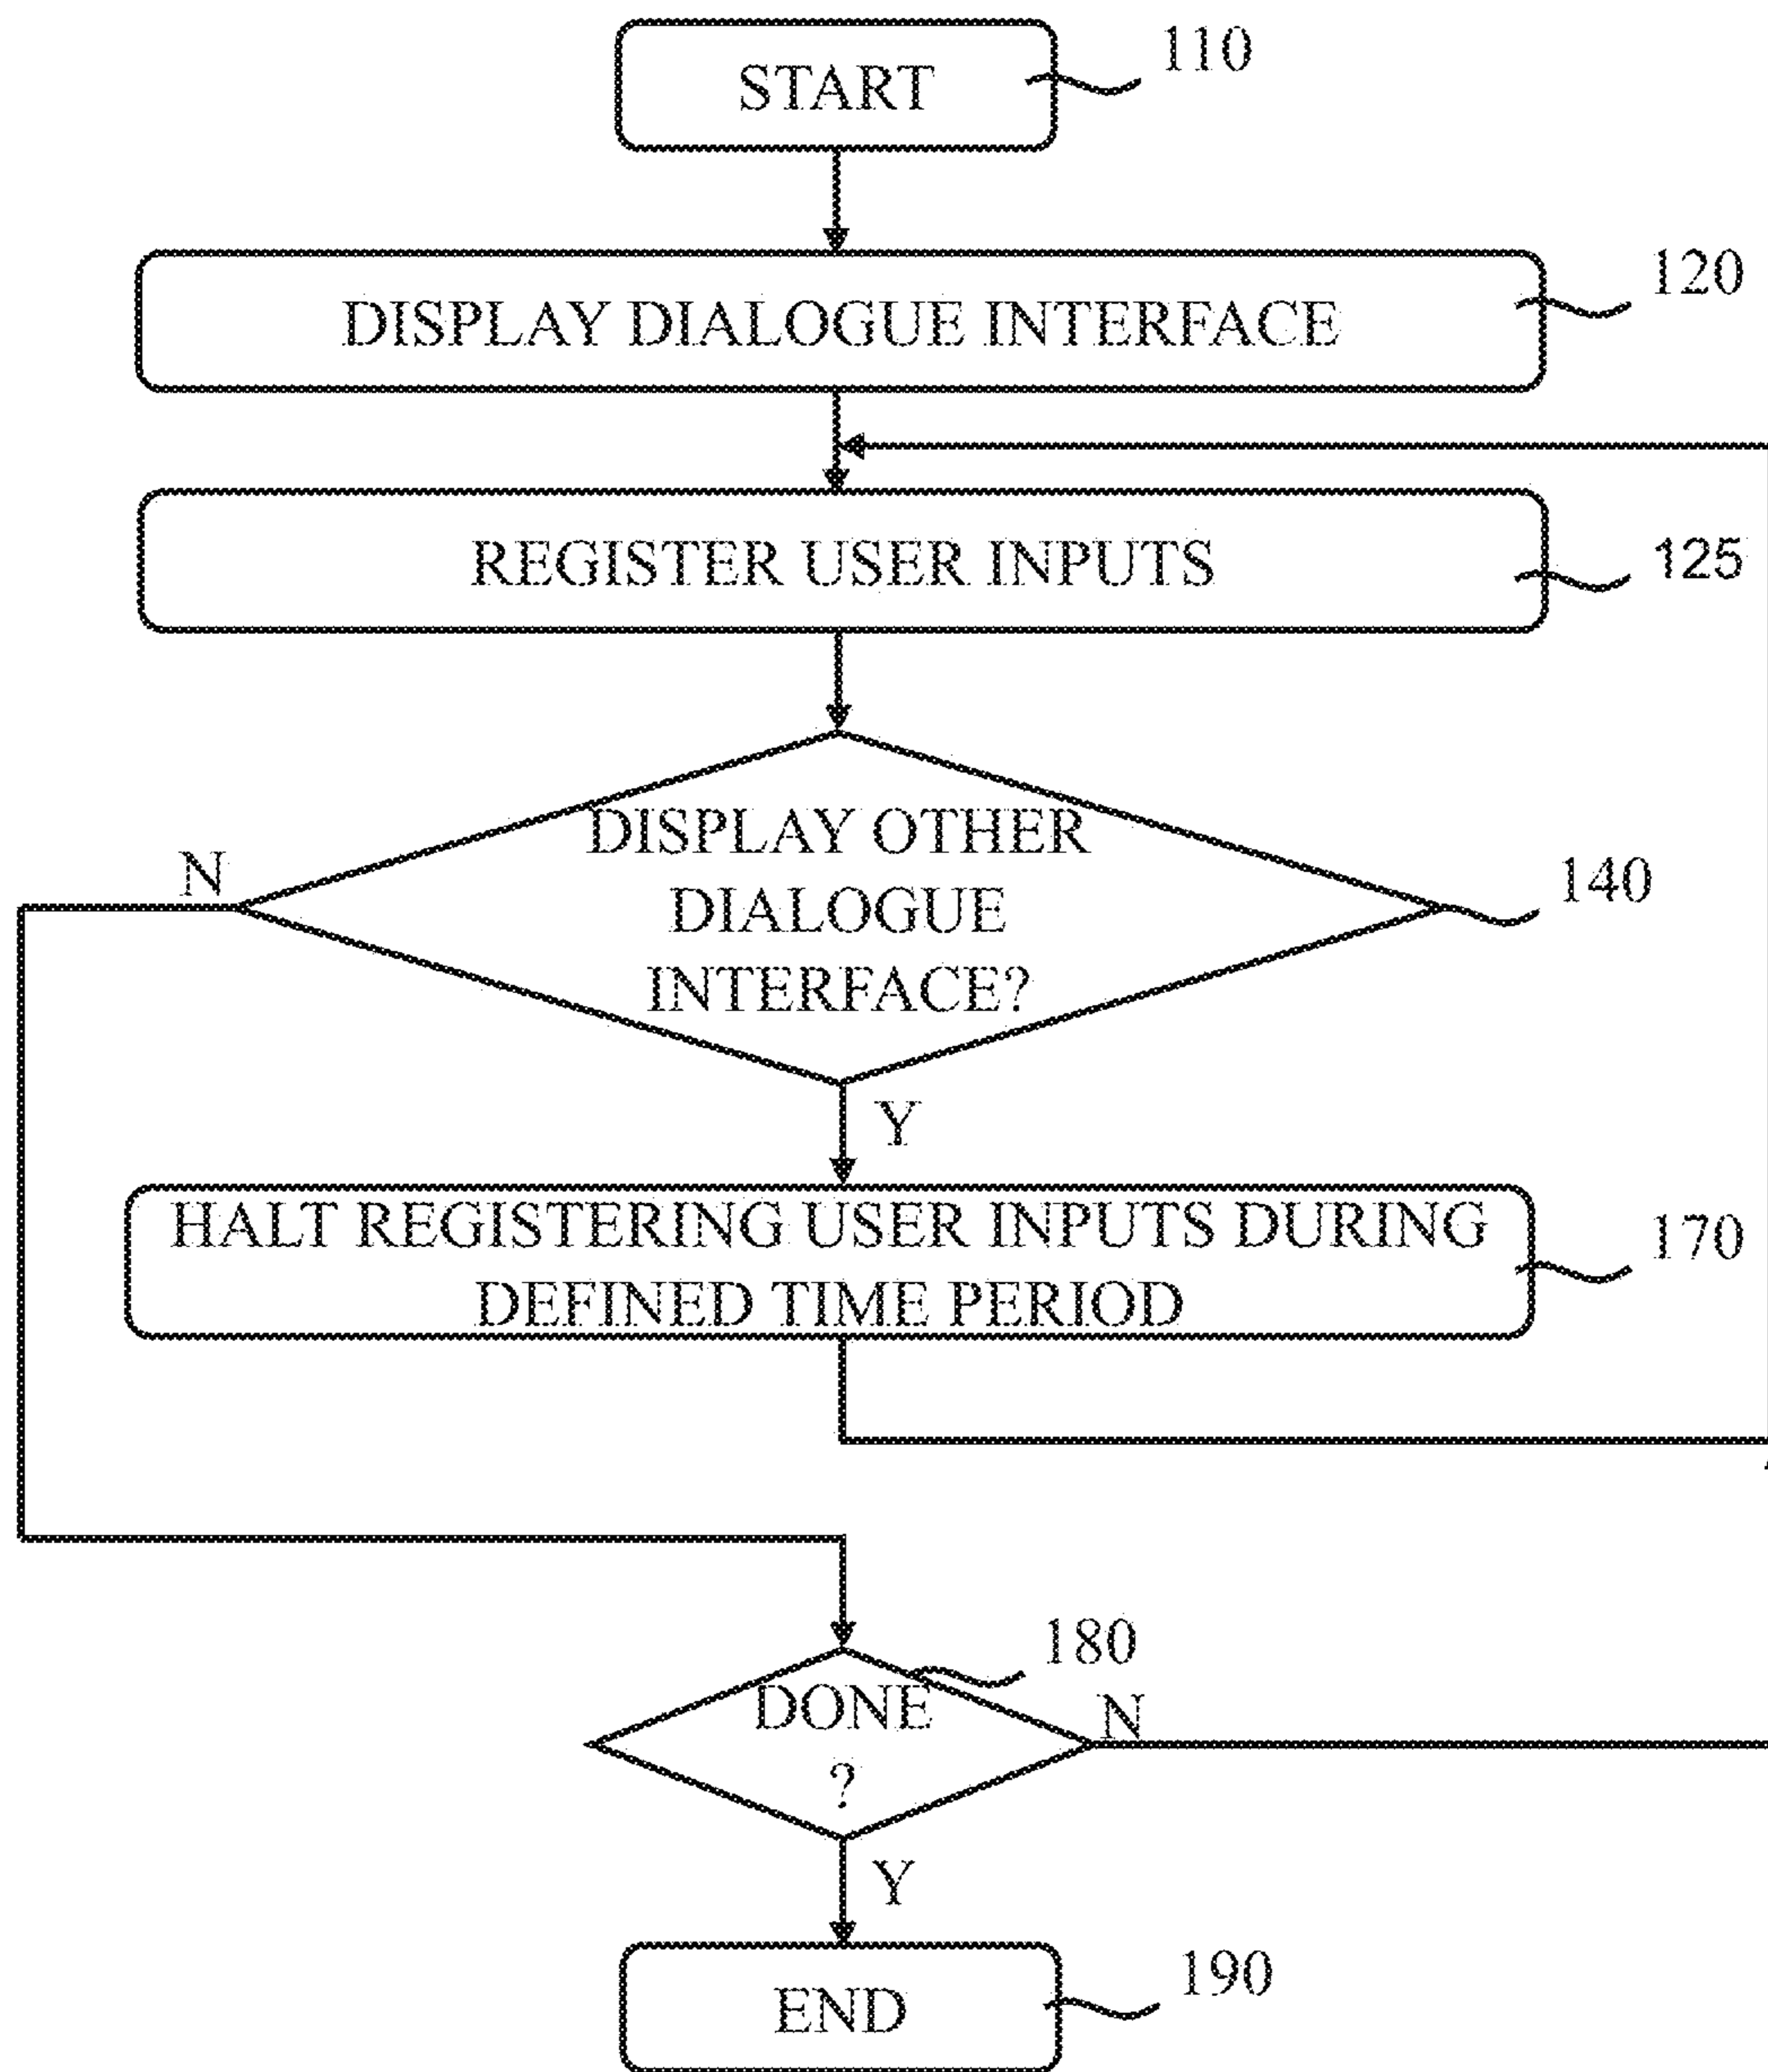 START
110
DISPLAY DIALOGUE INTERFACE
120
REGISTER USER INPUTS
125
DISPLAY OTHER
DIALOGUE
INTERFACE?
N
140
Y
HALT REGISTERING USER INPUTS DURING
DEFINED TIME PERIOD
170
180
DONE
?
N
Y
END
190